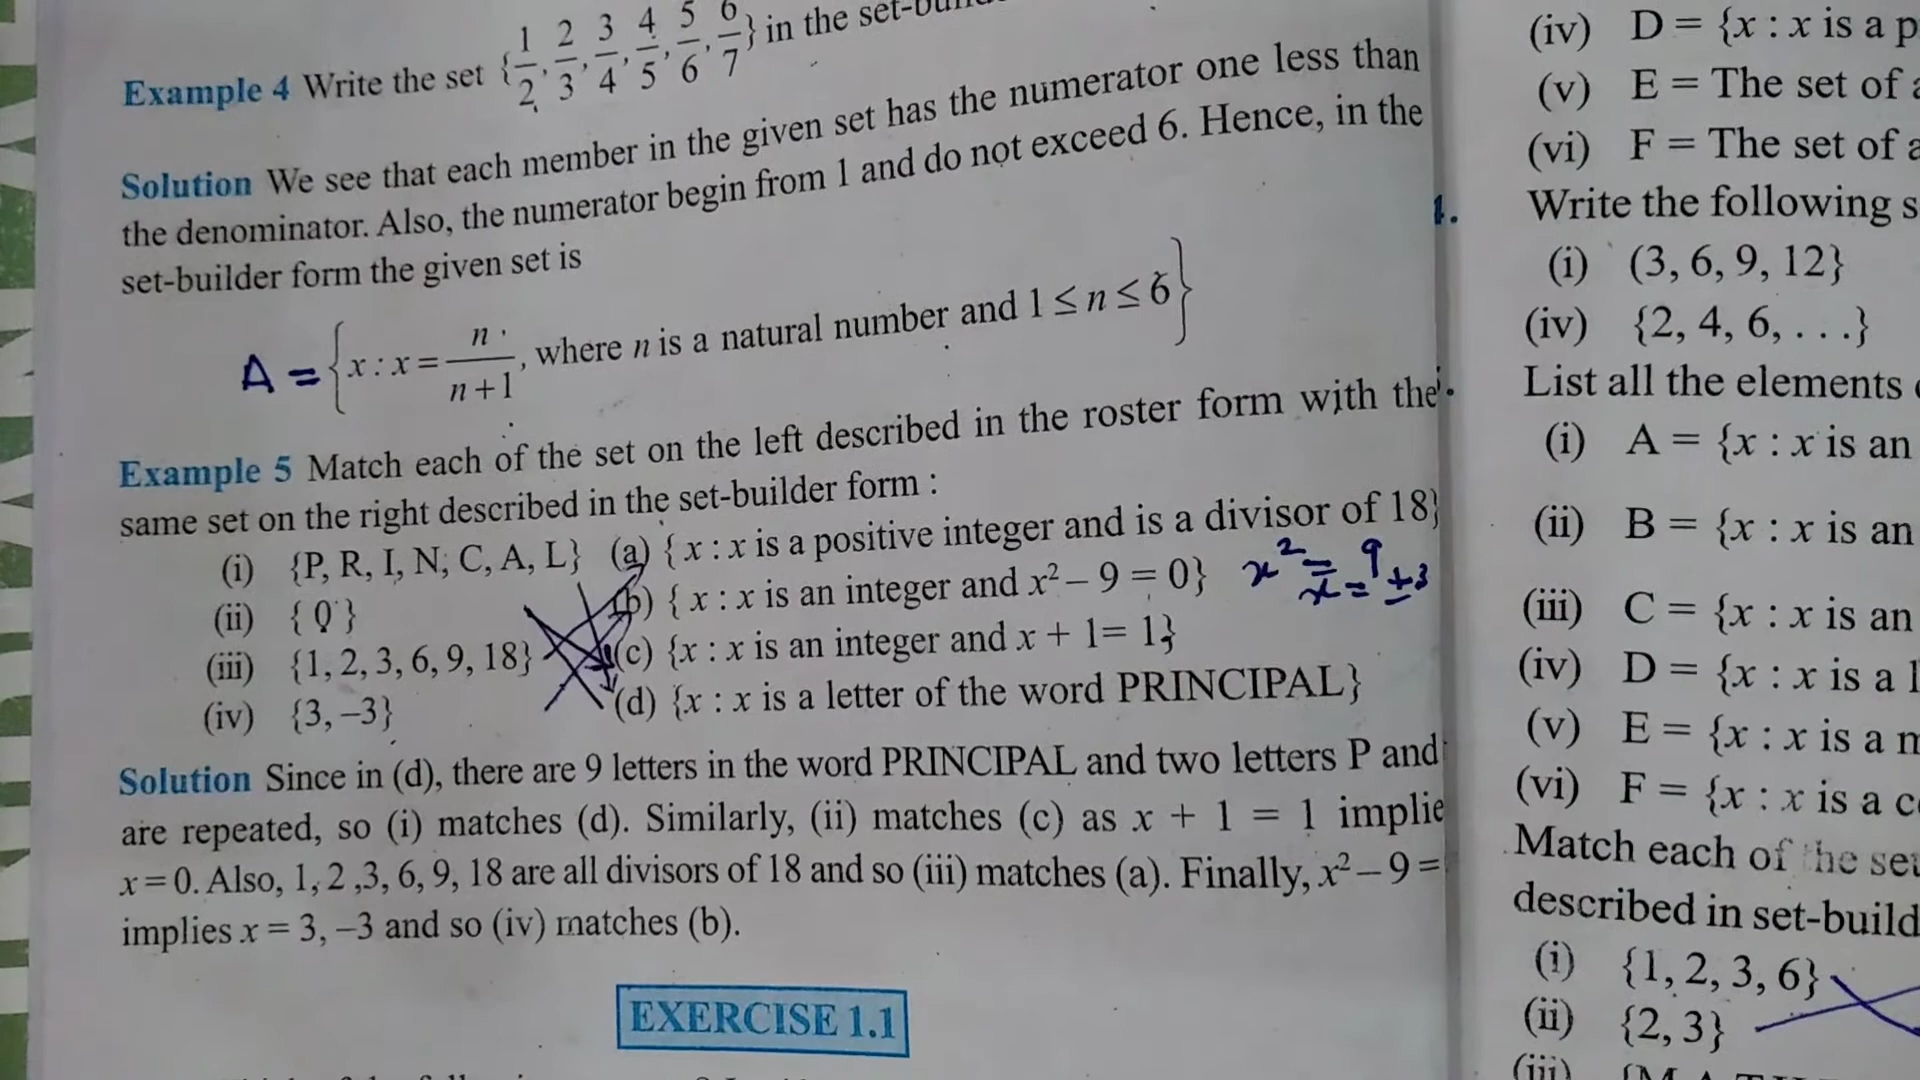 Example 4 Write the set {1/2, 2/3, 3/4, 4/5, 5/6, 6/7} in the
Solution We see that each member in the given set has the numerator one less than
the denominator. Also, the numerator begin from 1 and do not exceed 6. Hence, in the
set-builder form the given set is
A = {x : x = n/n+1, where n is a natural number and 1 ≤ n ≤ 6}
Example 5 Match each of the set on the left described in the roster form with the
same set on the right described in the set-builder form :
(i) {P, R, I, N, C, A, L} (a) { x : x is a positive integer and is a divisor of 18}
(ii) { 0 } (b) { x : x is an integer and x² – 9 = 0} x² = 9
x = ±3
(iii) {1, 2, 3, 6, 9, 18} (c) {x : x is an integer and x + 1= 1}
(iv) {3, –3} (d) {x : x is a letter of the word PRINCIPAL}
Solution Since in (d), there are 9 letters in the word PRINCIPAL and two letters P and
are repeated, so (i) matches (d). Similarly, (ii) matches (c) as x + 1 = 1 implie
x = 0. Also, 1, 2 ,3, 6, 9, 18 are all divisors of 18 and so (iii) matches (a). Finally, x² – 9 =
implies x = 3, –3 and so (iv) matches (b).
EXERCISE 1.1
(iv) D = {x : x is a p
(v) E = The set of
(vi) F = The set of
4. Write the following s
(i) (3, 6, 9, 12}
(iv) {2, 4, 6, . . .}
List all the elements
(i) A = {x : x is an
(ii) B = {x : x is an
(iii) C = {x : x is an
(iv) D = {x : x is a l
(v) E = {x : x is a m
(vi) F = {x : x is a c
Match each of the set
described in set-build
(i) {1, 2, 3, 6}
(ii) {2, 3}
(iii)